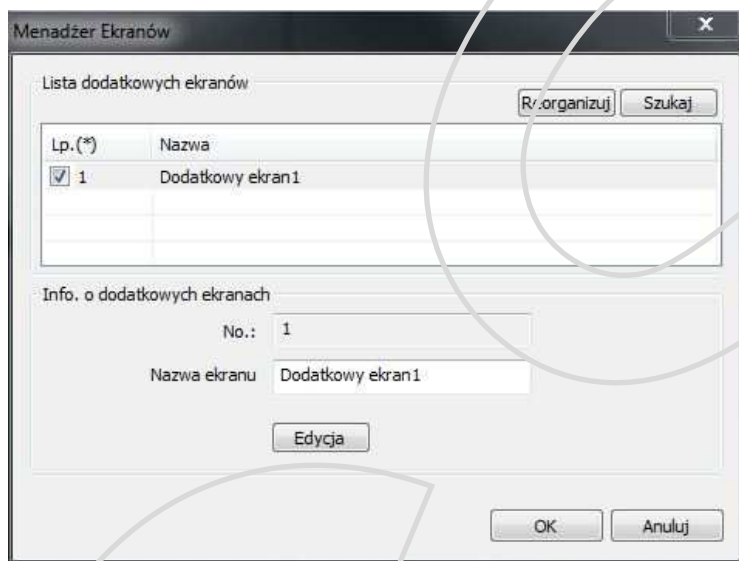 Menadżer Ekranów
Lista dodatkowych ekranów
Reorganizuj Szukaj
Lp.(*) Nazwa
1 Dodatkowy ekran1
Info. o dodatkowych ekranach
No.: 1
Nazwa ekranu Dodatkowy ekran1
Edycja
OK Anuluj